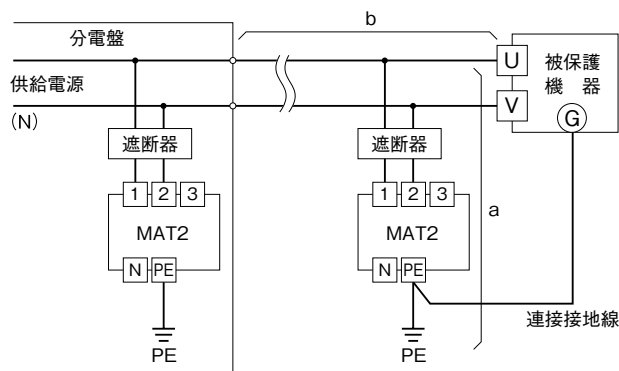 b
分電盤
供給電源
(N)
U
V
被保護
機　器
G
遮断器
遮断器
1 2 3
MAT2
N PE
PE
1 2 3
MAT2
N PE
PE
a
連接接地線